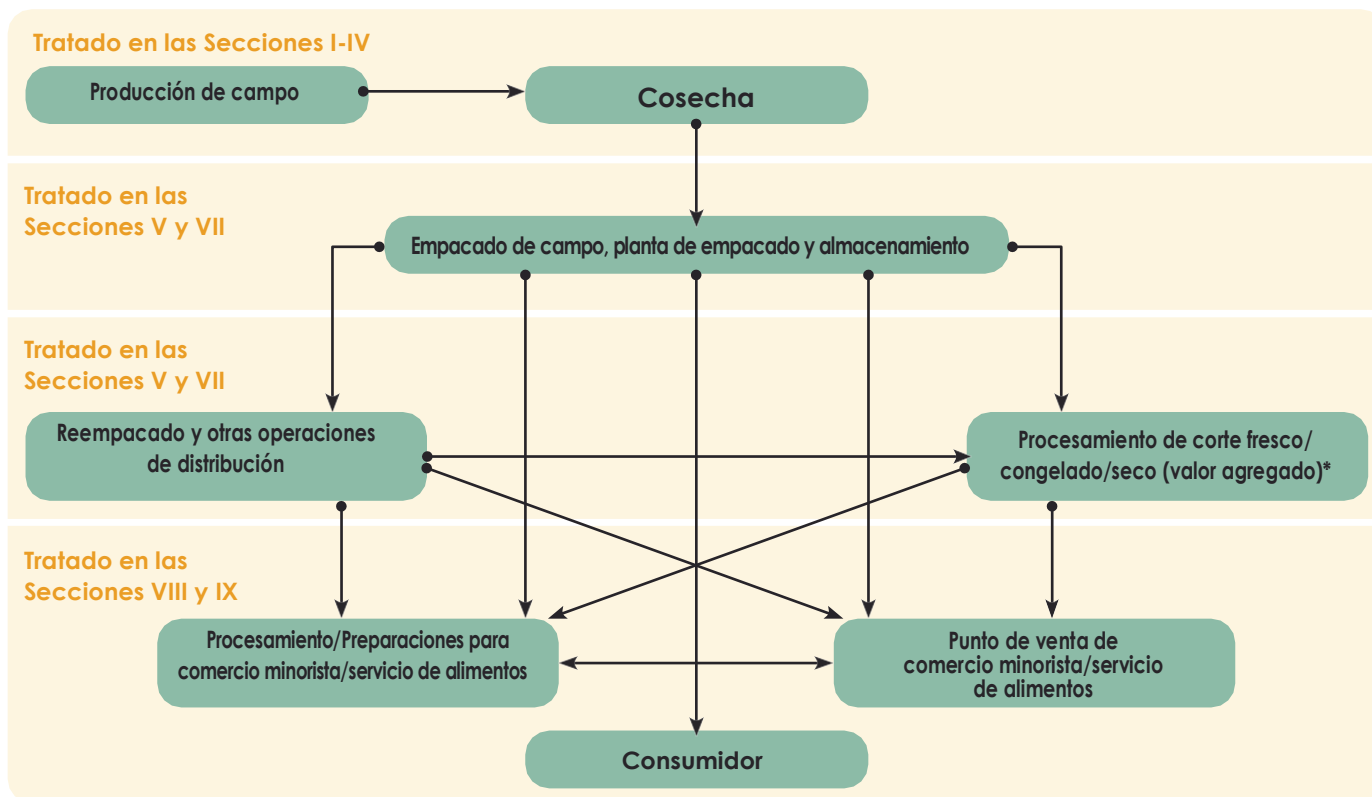 Tratado en las Secciones I-IV
Producción de campo
Cosecha
Tratado en las
Secciones V y VII
Empacado de campo, planta de empacado y almacenamiento
Tratado en las
Secciones V y VII
Reempacado y otras operaciones
de distribución
Procesamiento de corte fresco/
congelado/seco (valor agregado)*
Tratado en las
Secciones VIII y IX
Procesamiento/Preparaciones para
comercio minorista/servicio de alimentos
Punto de venta de
comercio minorista/servicio
de alimentos
Consumidor